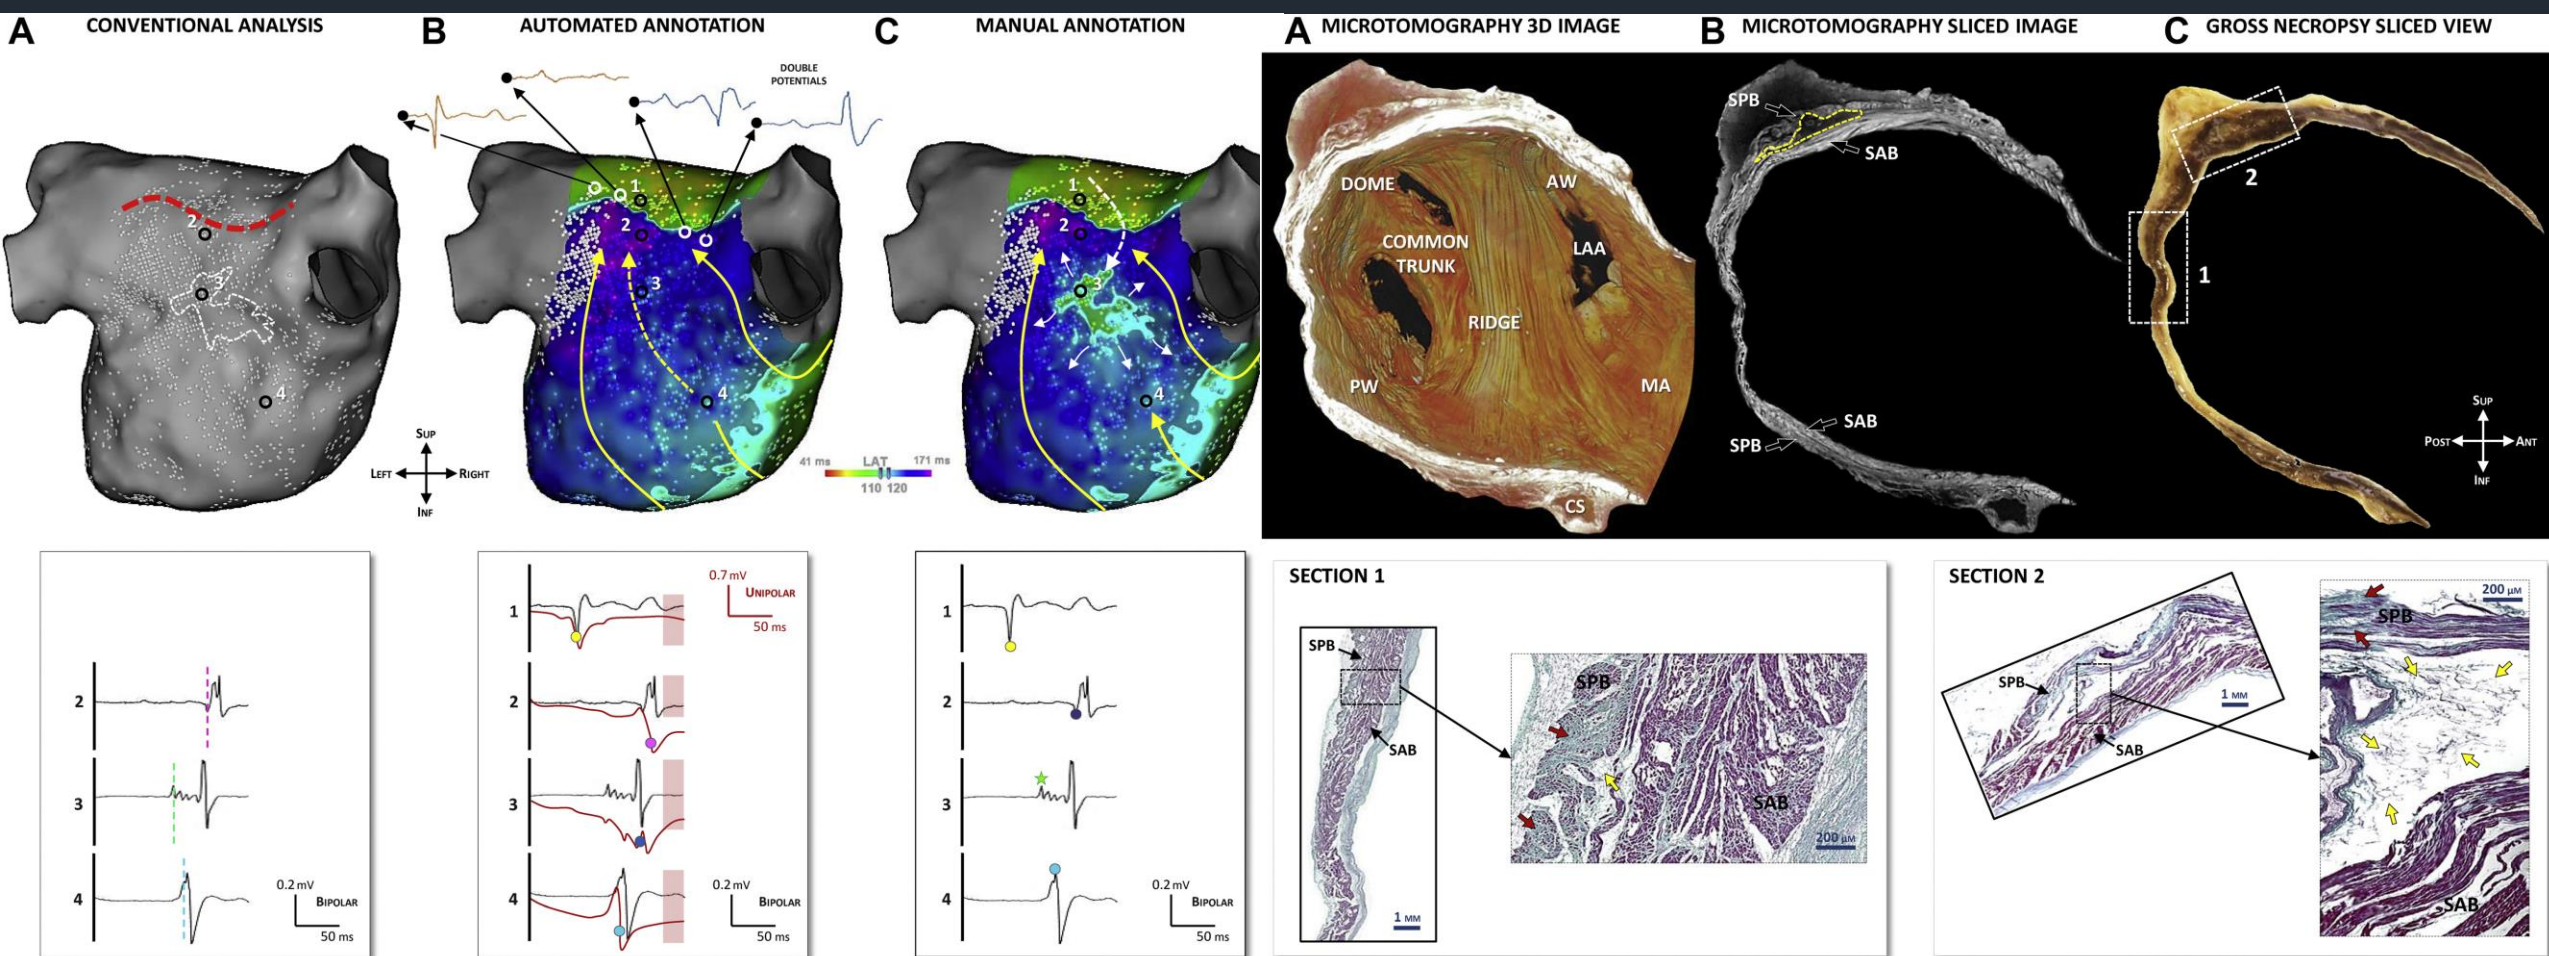 A CONVENTIONAL ANALYSIS
2
3
4
SUP
LEFT RIGHT
INF
B AUTOMATED ANNOTATION
DOUBLE
POTENTIALS
1
2
3
4
41 ms LAT 171 ms
110 120
C MANUAL ANNOTATION
1
2
3
4
A MICROTOMOGRAPHY 3D IMAGE
DOME
AW
COMMON
TRUNK
LAA
RIDGE
PW
MA
CS
B MICROTOMOGRAPHY SLICED IMAGE
SPB
SAB
SAB
SPB
C GROSS NECROPSY SLICED VIEW
2
1
SUP
POST ANT
INF
2
3
4
0.2 mV
BIPOLAR
50 ms
0.7 mV
UNIPOLAR
50 ms
1
2
3
4
0.2 mV
BIPOLAR
50 ms
1
2
3
4
0.2 mV
BIPOLAR
50 ms
SECTION 1
SPB
SAB
1 MM
SPB
SAB
200 µM
SECTION 2
SPB
SAB
1 MM
200 µM
SPB
SAB